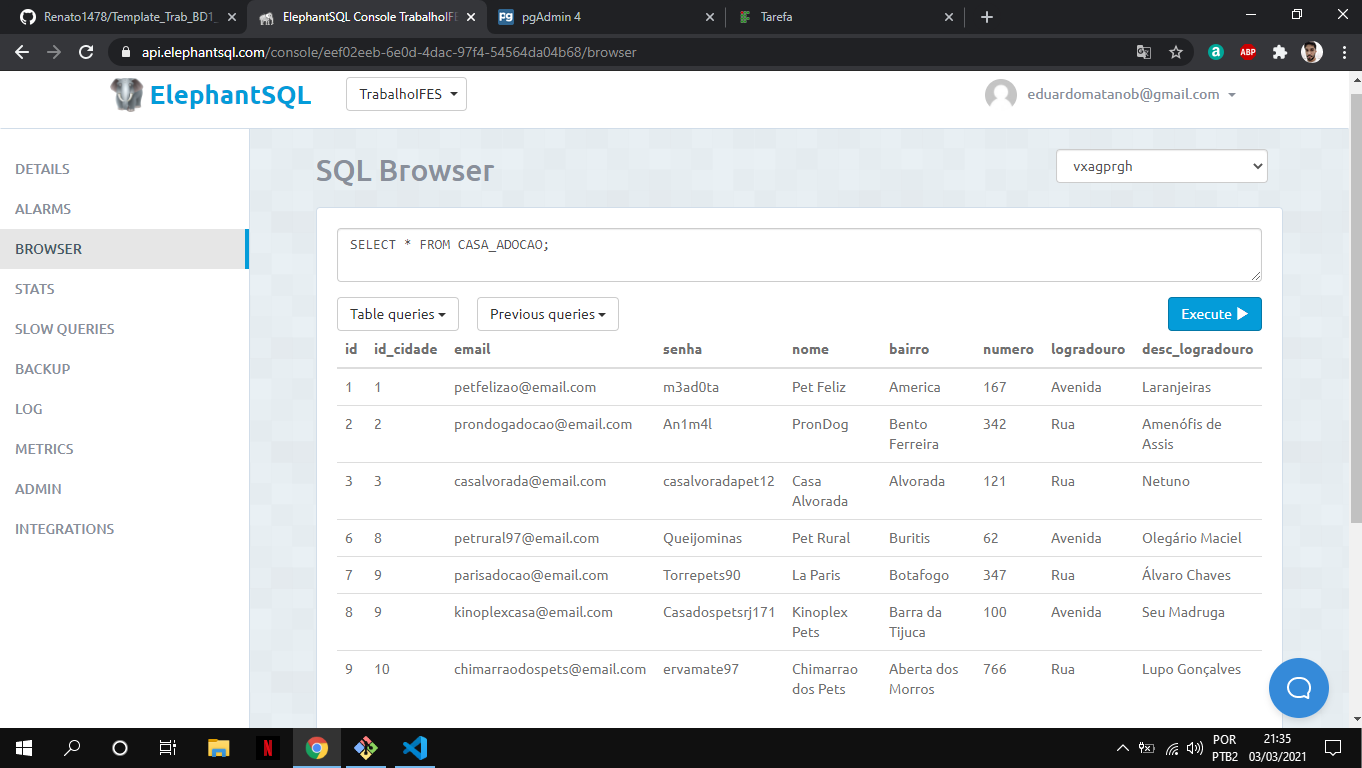 Renato1478/Template_Trab_BD1_
ElephantSQL Console TrabalhoIFE
pgAdmin 4
Tarefa
api.elephantsql.com/console/eef02eeb-6e0d-4dac-97f4-54564da04b68/browser
ElephantSQL
TrabalhoIFES
eduardomatanob@gmail.com
DETAILS
ALARMS
BROWSER
STATS
SLOW QUERIES
BACKUP
LOG
METRICS
ADMIN
INTEGRATIONS
SQL Browser
vxagprgh
SELECT * FROM CASA_ADOCAO;
Table queries
Previous queries
Execute
id id_cidade email senha nome bairro numero logradouro desc_logradouro
1 1 petfelizao@email.com m3ad0ta Pet Feliz America 167 Avenida Laranjeiras
2 2 prondogadocao@email.com An1m4l PronDog Bento 342 Rua Amenófis de
Ferreira Assis
3 3 casalvorada@email.com casalvoradapet12 Casa Alvorada 121 Rua Netuno
Alvorada
6 8 petrural97@email.com Queijominas Pet Rural Buritis 62 Avenida Olegário Maciel
7 9 parisadocao@email.com Torrepets90 La Paris Botafogo 347 Rua Álvaro Chaves
8 9 kinoplexcasa@email.com Casadospetsrj171 Kinoplex Barra da 100 Avenida Seu Madruga
Pets Tijuca
9 10 chimarraodospets@email.com ervamate97 Chimarrao Aberta dos 766 Rua Lupo Gonçalves
dos Pets Morros
POR
PTB2
21:35
03/03/2021